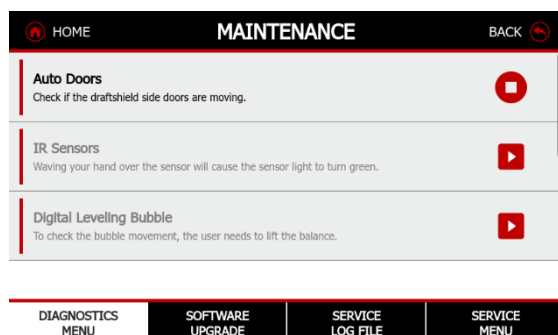 HOME MAINTENANCE BACK
Auto Doors
Check if the draftshield side doors are moving.
IR Sensors
Waving your hand over the sensor will cause the sensor light to turn green.
Digital Leveling Bubble
To check the bubble movement, the user needs to lift the balance.
DIAGNOSTICS
MENU
SOFTWARE
UPGRADE
SERVICE
LOG FILE
SERVICE
MENU